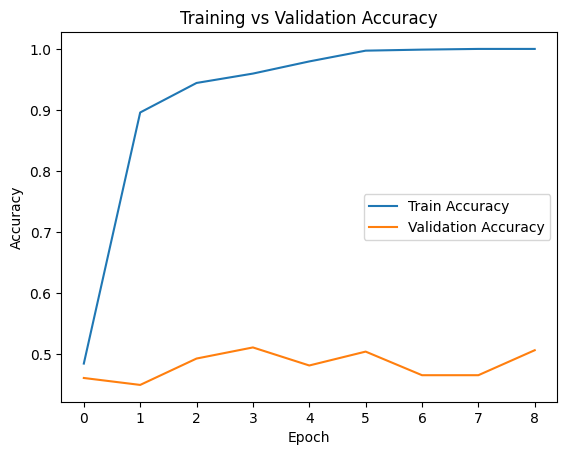 Training vs Validation Accuracy
1.0
0.9
0.8
0.7
0.6
0.5
Accuracy
Train Accuracy
Validation Accuracy
0 1 2 3 4 5 6 7 8
Epoch